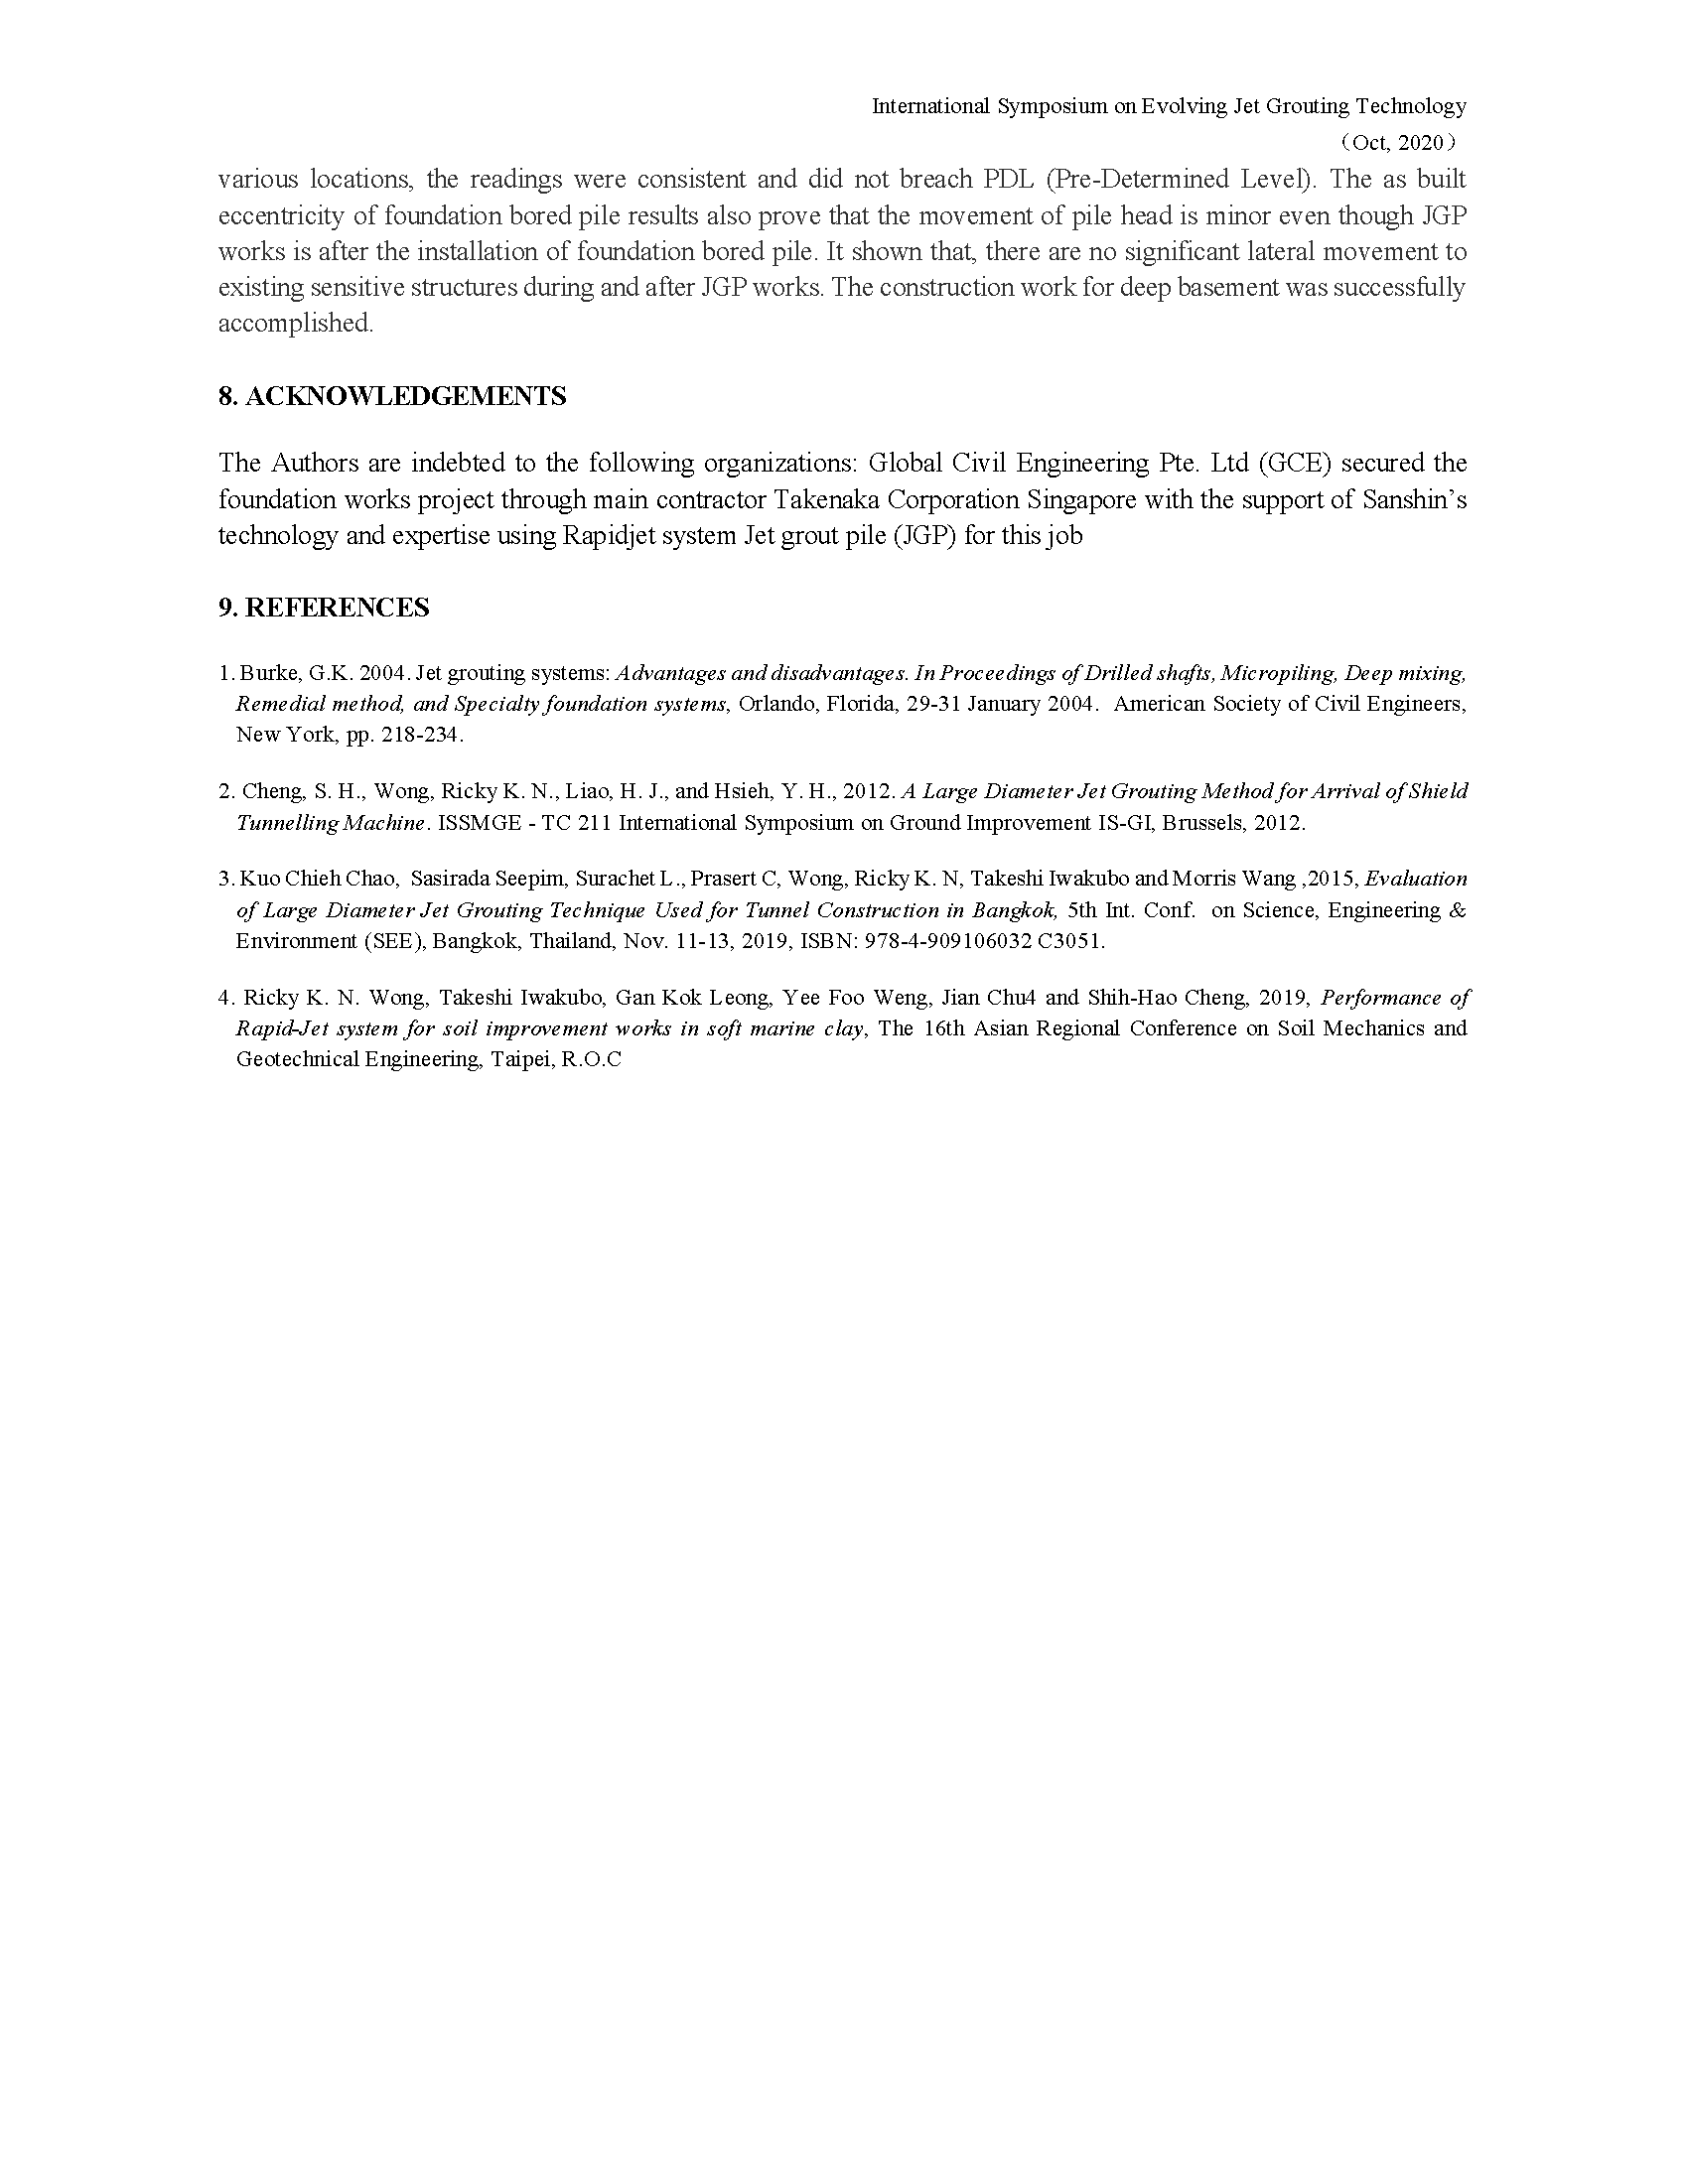 International Symposium on Evolving Jet Grouting Technology
（Oct, 2020）
various locations, the readings were consistent and did not breach PDL (Pre-Determined Level). The as built
eccentricity of foundation bored pile results also prove that the movement of pile head is minor even though JGP
works is after the installation of foundation bored pile. It shown that, there are no significant lateral movement to
existing sensitive structures during and after JGP works. The construction work for deep basement was successfully
accomplished.
8. ACKNOWLEDGEMENTS
The Authors are indebted to the following organizations: Global Civil Engineering Pte. Ltd (GCE) secured the
foundation works project through main contractor Takenaka Corporation Singapore with the support of Sanshin’s
technology and expertise using Rapidjet system Jet grout pile (JGP) for this job
9. REFERENCES
1. Burke, G.K. 2004. Jet grouting systems: Advantages and disadvantages. In Proceedings of Drilled shafts, Micropiling, Deep mixing,
Remedial method, and Specialty foundation systems, Orlando, Florida, 29-31 January 2004. American Society of Civil Engineers,
New York, pp. 218-234.
2. Cheng, S. H., Wong, Ricky K. N., Liao, H. J., and Hsieh, Y. H., 2012. A Large Diameter Jet Grouting Method for Arrival of Shield
Tunnelling Machine. ISSMGE - TC 211 International Symposium on Ground Improvement IS-GI, Brussels, 2012.
3. Kuo Chieh Chao, Sasirada Seepim, Surachet L., Prasert C, Wong, Ricky K. N, Takeshi Iwakubo and Morris Wang ,2015, Evaluation
of Large Diameter Jet Grouting Technique Used for Tunnel Construction in Bangkok, 5th Int. Conf. on Science, Engineering &
Environment (SEE), Bangkok, Thailand, Nov. 11-13, 2019, ISBN: 978-4-909106032 C3051.
4. Ricky K. N. Wong, Takeshi Iwakubo, Gan Kok Leong, Yee Foo Weng, Jian Chu4 and Shih-Hao Cheng, 2019, Performance of
Rapid-Jet system for soil improvement works in soft marine clay, The 16th Asian Regional Conference on Soil Mechanics and
Geotechnical Engineering, Taipei, R.O.C